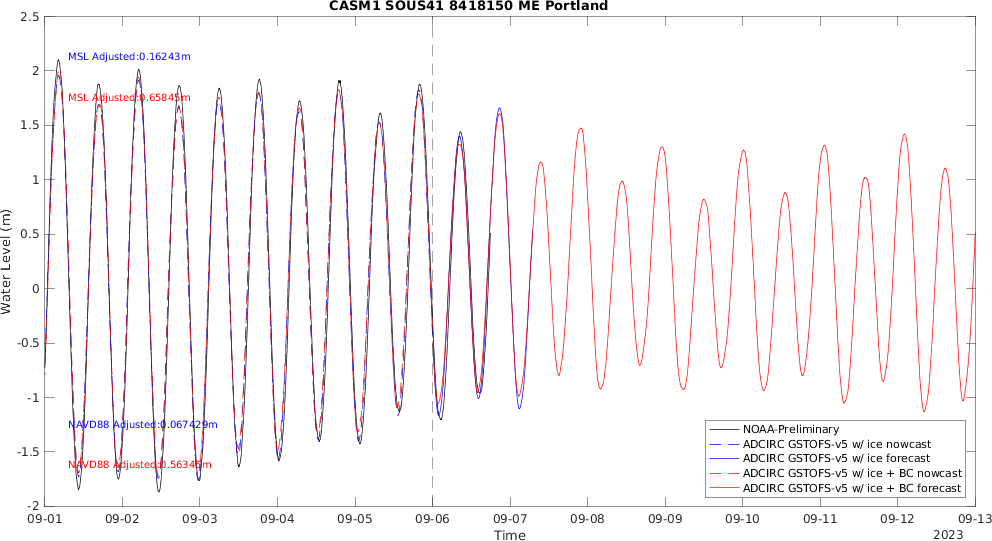 CASM1 SOUS41 8418150 ME Portland
2.5
2
1.5
1
0.5
0
-0.5
-1
-1.5
-2
Water Level (m)
MSL Adjusted:0.16243m
MSL Adjusted:0.65845m
NAVD88 Adjusted:0.067429m
NAVD88 Adjusted:0.56345m
NOAA-Preliminary
ADCIRC GSTOFS-v5 w/ ice nowcast
ADCIRC GSTOFS-v5 w/ ice forecast
ADCIRC GSTOFS-v5 w/ ice + BC nowcast
ADCIRC GSTOFS-v5 w/ ice + BC forecast
09-01 09-02 09-03 09-04 09-05 09-06 09-07 09-08 09-09 09-10 09-11 09-12 09-13
Time
2023